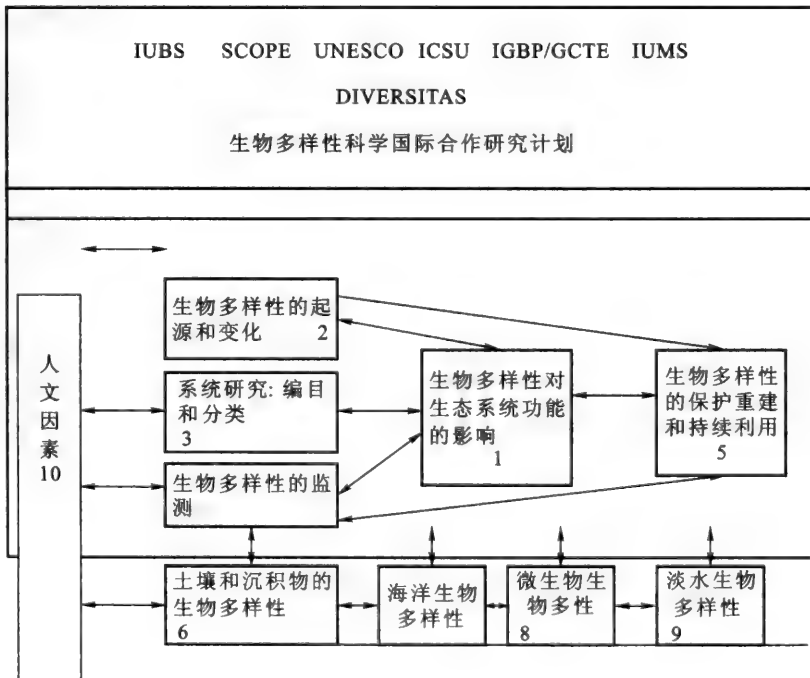 IUBS SCOPE UNESCO ICSU IGBP/GCTE IUMS
DIVERSITAS
生物多样性科学国际合作研究计划
人
文
因
素
10
生物多样性的起
源和变化 2
系统研究: 编目
和分类
3
生物多样性的监
测
生物多样性对
生态系统功能
的影响
1
生物多样性
的保护重建
和持续利用
5
土壤和沉积物的
生物多样性
6
海洋生物
多样性
微生物生
物多性
8
淡水生物
多样性
9